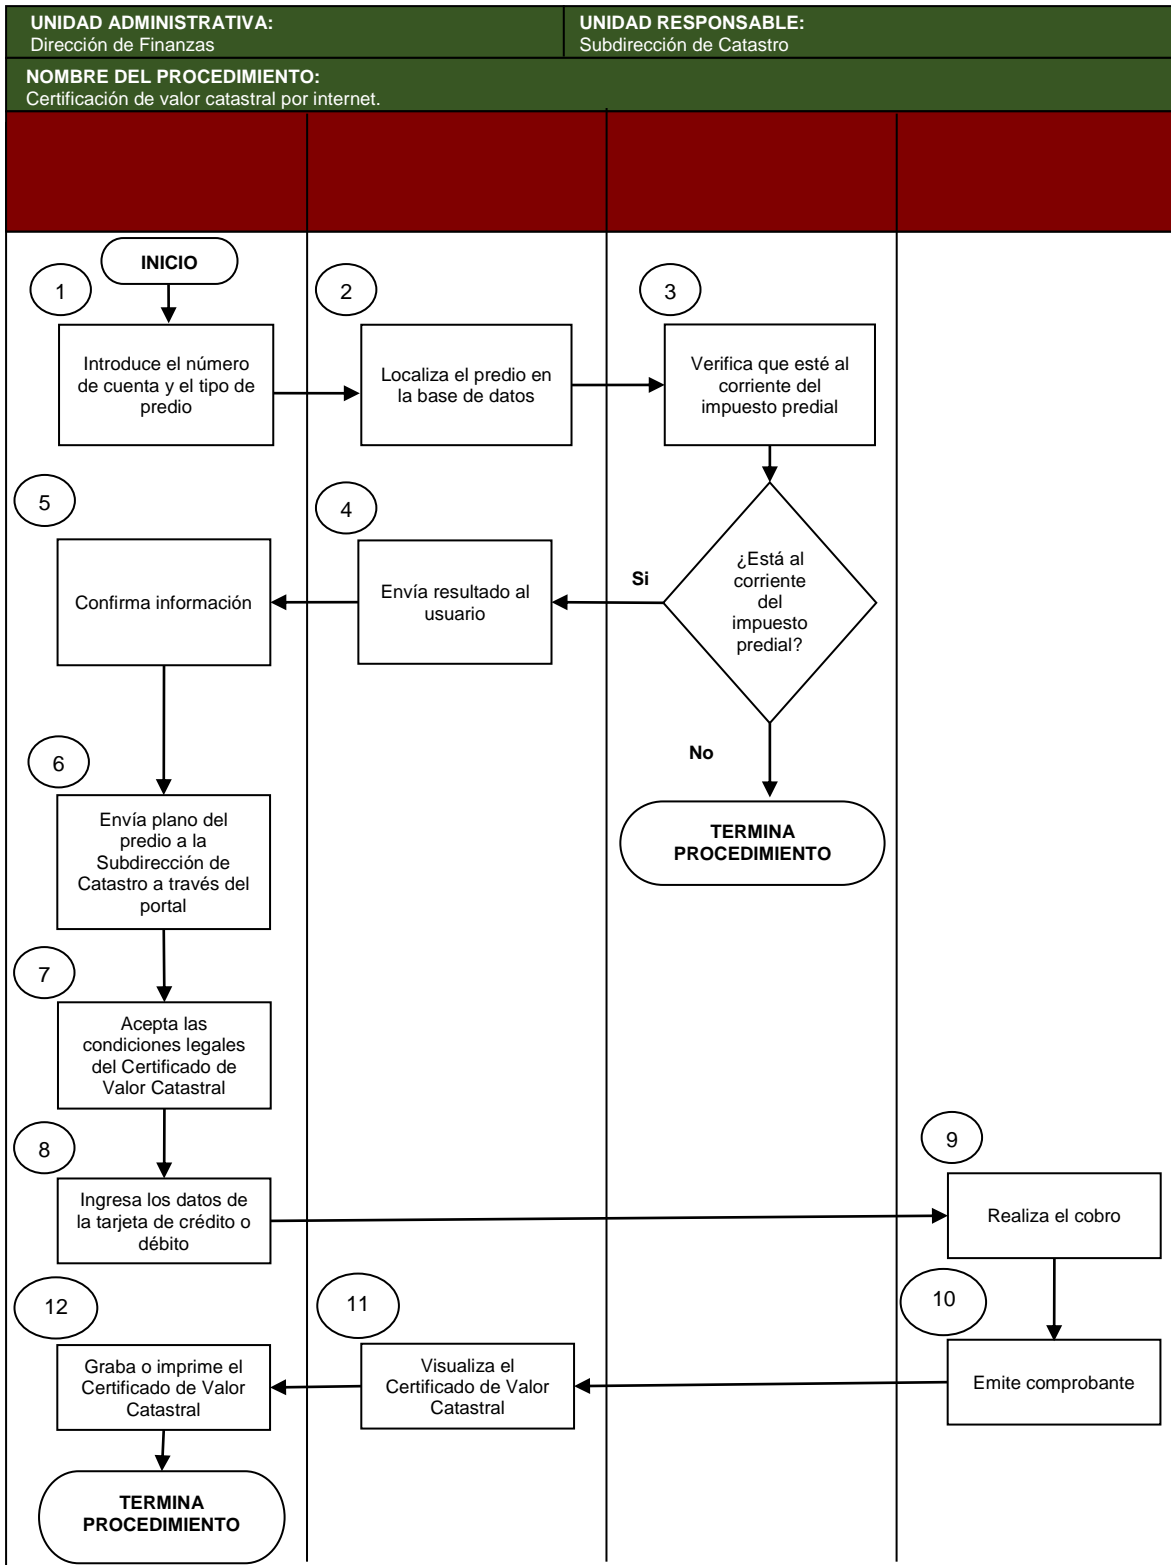 UNIDAD ADMINISTRATIVA:
Dirección de Finanzas
UNIDAD RESPONSABLE:
Subdirección de Catastro
NOMBRE DEL PROCEDIMIENTO:
Certificación de valor catastral por internet.
INICIO
1
Introduce el número
de cuenta y el tipo de
predio
2
Localiza el predio en
la base de datos
3
Verifica que esté al
corriente del
impuesto predial
¿Está al
corriente
del
impuesto
predial?
Si
No
TERMINA
PROCEDIMIENTO
4
Envía resultado al
usuario
5
Confirma información
6
Envía plano del
predio a la
Subdirección de
Catastro a través del
portal
7
Acepta las
condiciones legales
del Certificado de
Valor Catastral
8
Ingresa los datos de
la tarjeta de crédito o
débito
9
Realiza el cobro
10
Emite comprobante
11
Visualiza el
Certificado de Valor
Catastral
12
Graba o imprime el
Certificado de Valor
Catastral
TERMINA
PROCEDIMIENTO